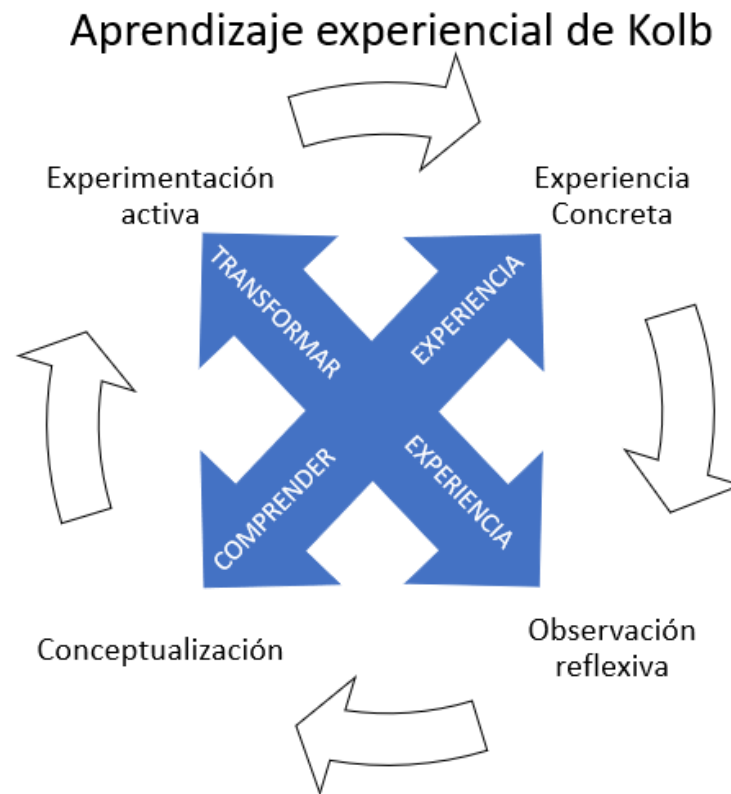 Aprendizaje experiencial de Kolb
Experimentación
activa
Experiencia
Concreta
TRANSFORMAR
EXPERIENCIA
COMPRENDER
EXPERIENCIA
Conceptualización
Observación
reflexiva